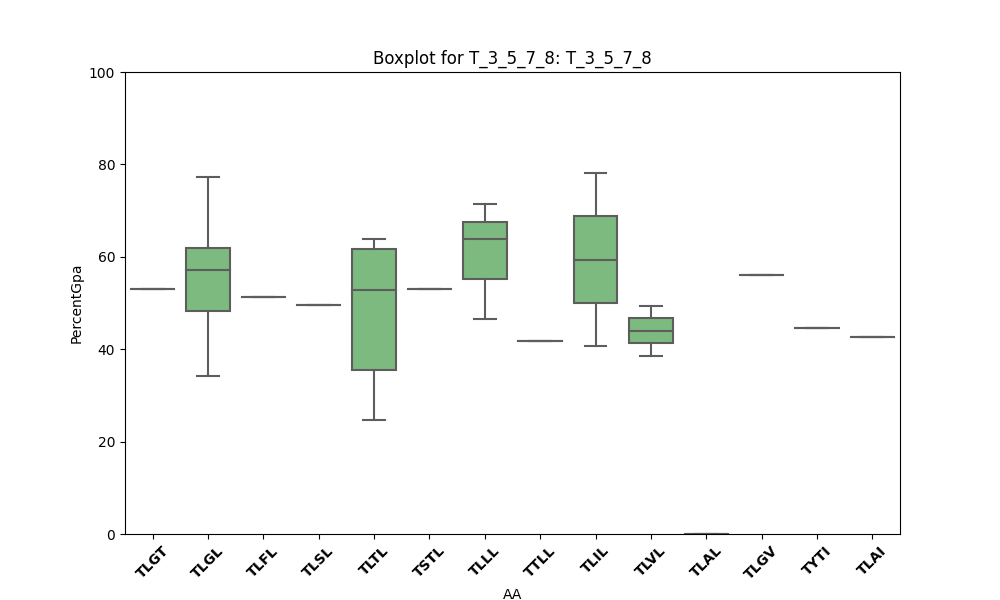 Boxplot for T_3_5_7_8: T_3_5_7_8
100
80
60
40
20
0
PercentGpa
TLGT TLGL TLFL TLSL TLTL TSTL TLLL TTLL TLIL TLVL TLAL TLGV TYTI TLAI
AA